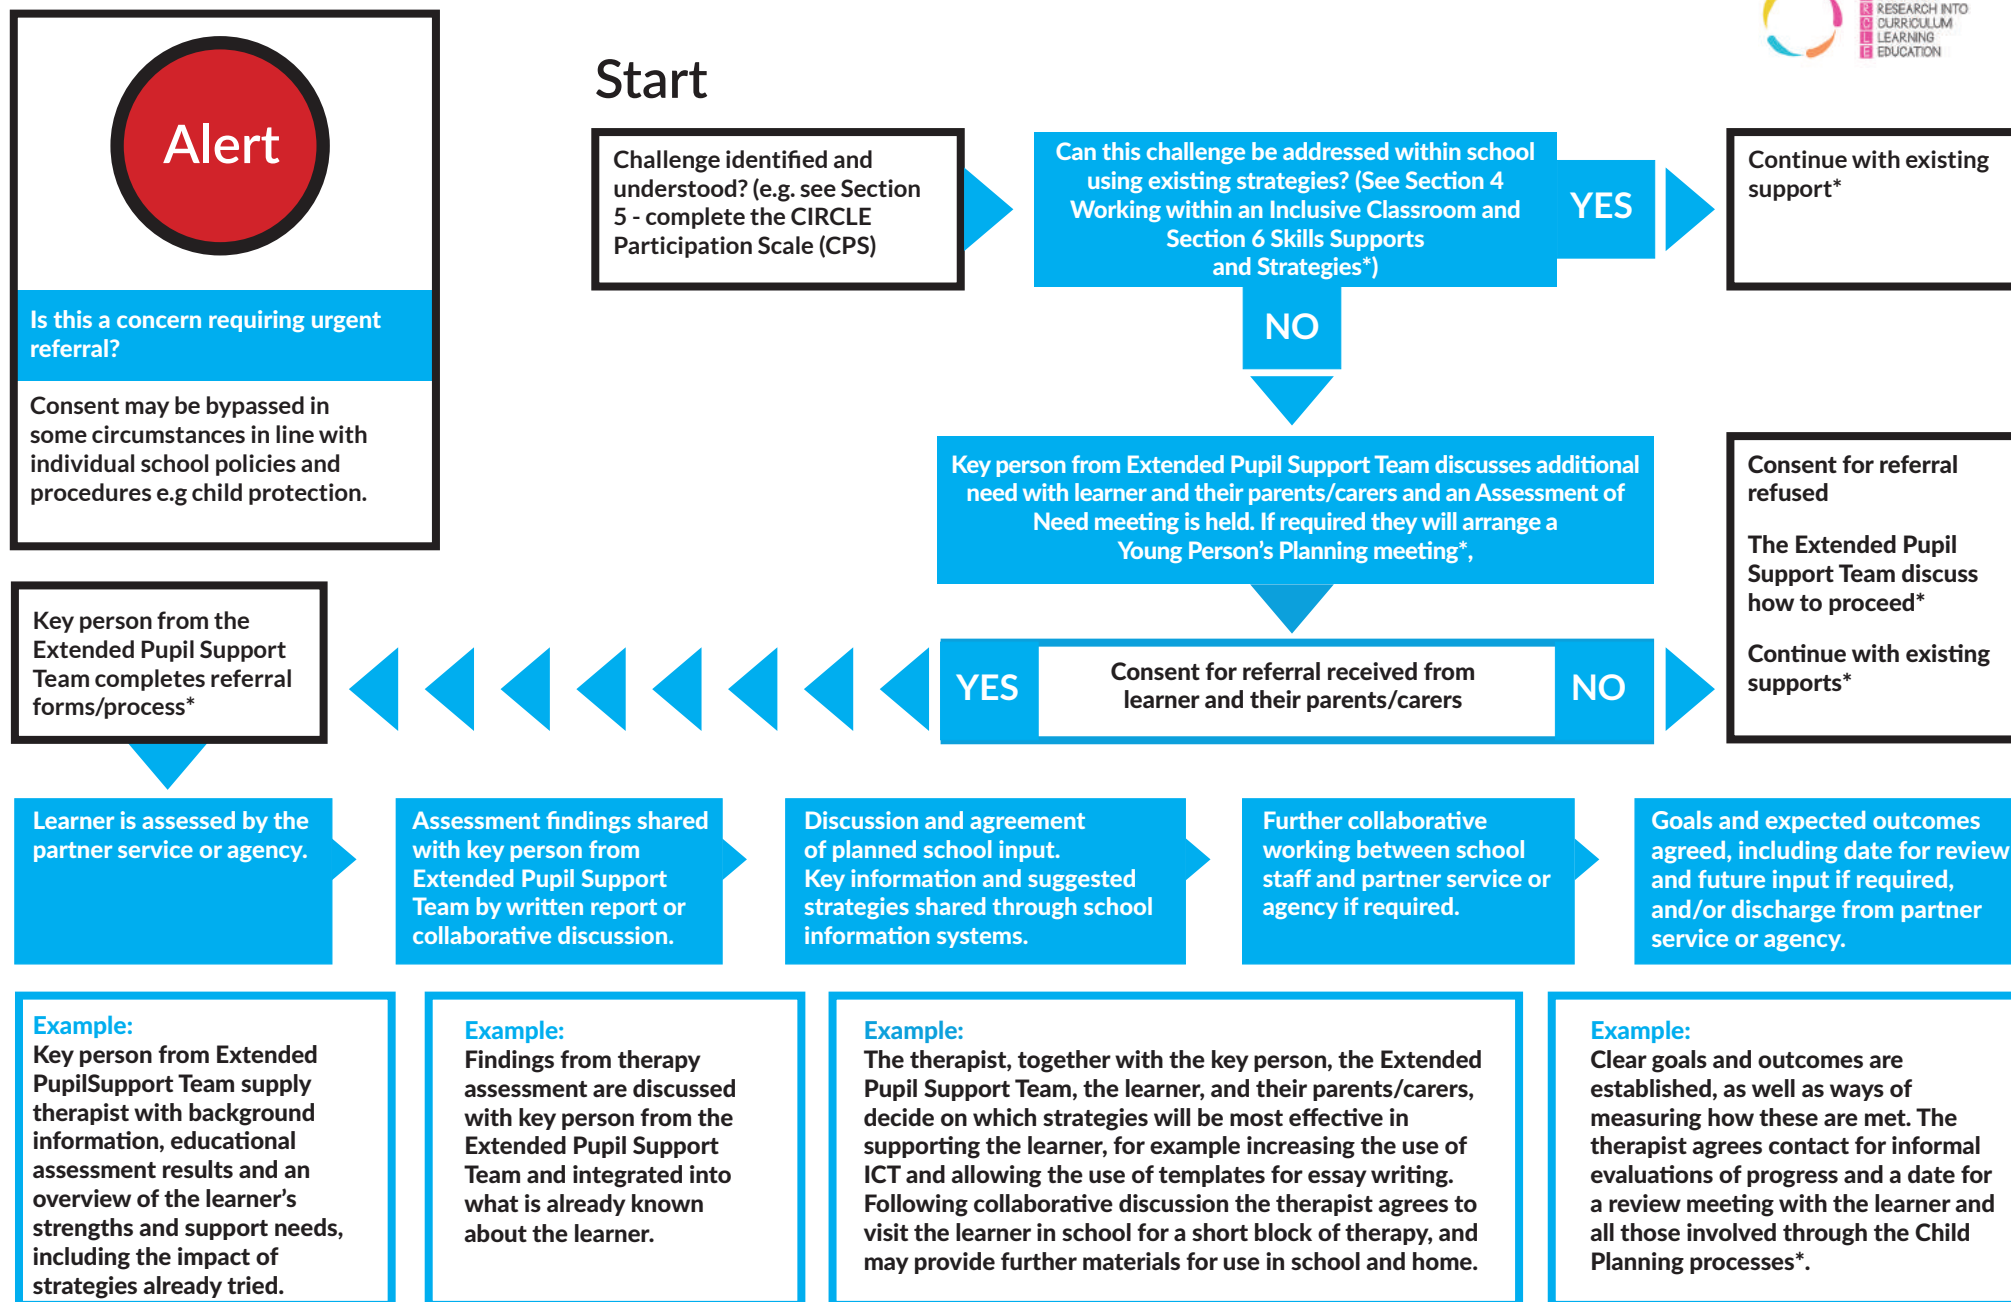 RESEARCH INTO
CURRICULUM
LEARNING
EDUCATION
R
C
L
E
Alert
Is this a concern requiring urgent
referral?
Consent may be bypassed in
some circumstances in line with
individual school policies and
procedures e.g child protection.
Start
Challenge identified and
understood? (e.g. see Section
5 - complete the CIRCLE
Participation Scale (CPS)
Can this challenge be addressed within school
using existing strategies? (See Section 4
Working within an Inclusive Classroom and
Section 6 Skills Supports
and Strategies*)
YES
Continue with existing
support*
NO
Key person from Extended Pupil Support Team discusses additional
need with learner and their parents/carers and an Assessment of
Need meeting is held. If required they will arrange a
Young Person's Planning meeting*,
Consent for referral
refused
The Extended Pupil
Support Team discuss
how to proceed*
Continue with existing
supports*
YES
Consent for referral received from
learner and their parents/carers
NO
Key person from the
Extended Pupil Support
Team completes referral
forms/process*
Learner is assessed by the
partner service or agency.
Assessment findings shared
with key person from
Extended Pupil Support
Team by written report or
collaborative discussion.
Discussion and agreement
of planned school input.
Key information and suggested
strategies shared through school
information systems.
Further collaborative
working between school
staff and partner service or
agency if required.
Goals and expected outcomes
agreed, including date for review
and future input if required,
and/or discharge from partner
service or agency.
Example:
Key person from Extended
PupilSupport Team supply
therapist with background
information, educational
assessment results and an
overview of the learner's
strengths and support needs,
including the impact of
strategies already tried.
Example:
Findings from therapy
assessment are discussed
with key person from the
Extended Pupil Support
Team and integrated into
what is already known
about the learner.
Example:
The therapist, together with the key person, the Extended
Pupil Support Team, the learner, and their parents/carers,
decide on which strategies will be most effective in
supporting the learner, for example increasing the use of
ICT and allowing the use of templates for essay writing.
Following collaborative discussion the therapist agrees to
visit the learner in school for a short block of therapy, and
may provide further materials for use in school and home.
Example:
Clear goals and outcomes are
established, as well as ways of
measuring how these are met. The
therapist agrees contact for informal
evaluations of progress and a date for
a review meeting with the learner and
all those involved through the Child
Planning processes*.